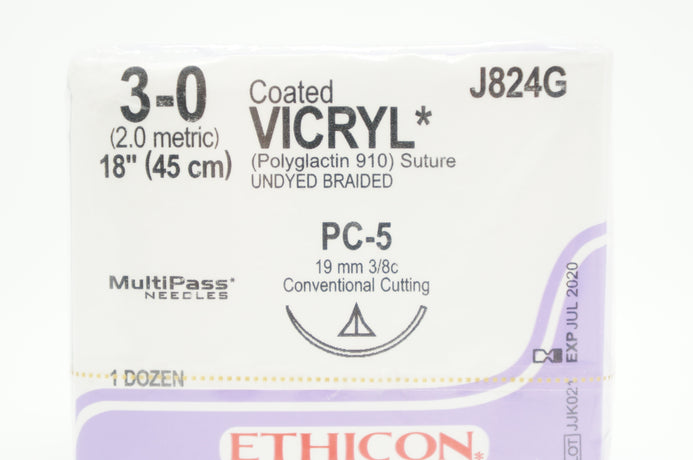 3-0
(2.0 metric)
18" (45 cm)
Coated
VICRYL*
(Polyglactin 910) Suture
UNDYED BRAIDED
J824G
PC-5
19 mm 3/8c
Conventional Cutting
MultiPass*
NEEDLES
1 DOZEN
EXP JUL 2020
LOT
ETHICON*